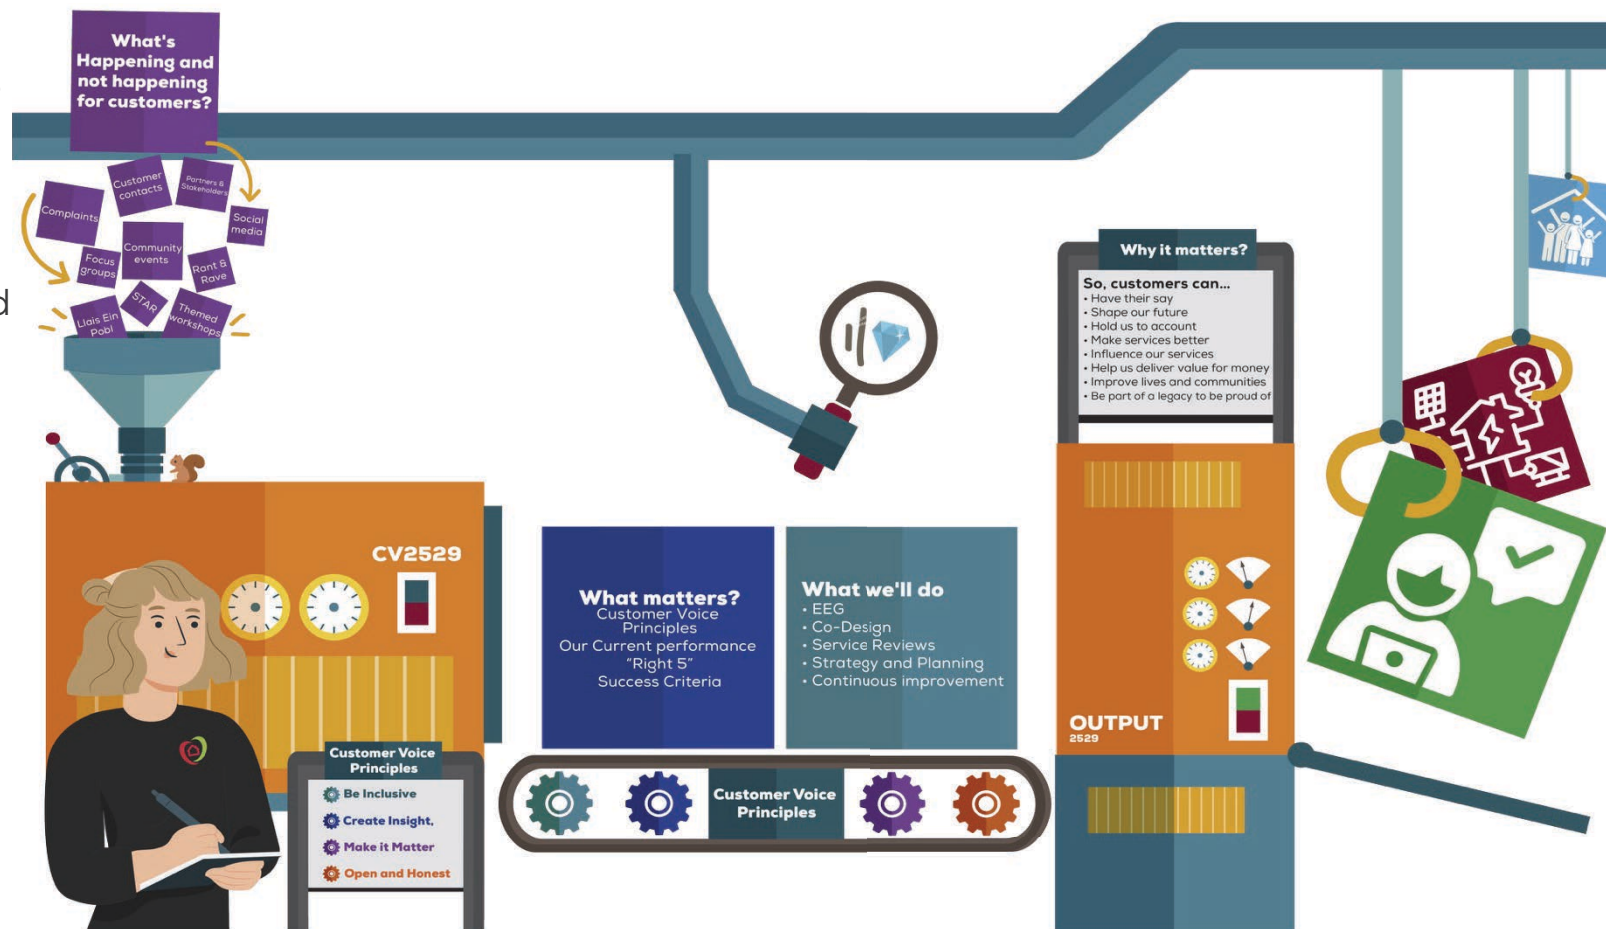 What's
Happening and
not happening
for customers?
Customer
contacts
Partners &
Stakeholders
Complaints
Social
media
Community
events
Focus
groups
Rant &
Rave
STAR
Llais Ein
Pobl
Themed
workshops
d
CV2529
Customer Voice
Principles
Be Inclusive
Create Insight,
Make it Matter
Open and Honest
What matters?
Customer Voice
Principles
Our Current performance
"Right 5"
Success Criteria
What we'll do
• EEG
• Co-Design
• Service Reviews
• Strategy and Planning
• Continuous improvement
Customer Voice
Principles
Why it matters?
So, customers can...
• Have their say
• Shape our future
• Hold us to account
• Make services better
• Influence our services
• Help us deliver value for money
• Improve lives and communities
• Be part of a legacy to be proud of
OUTPUT
2529